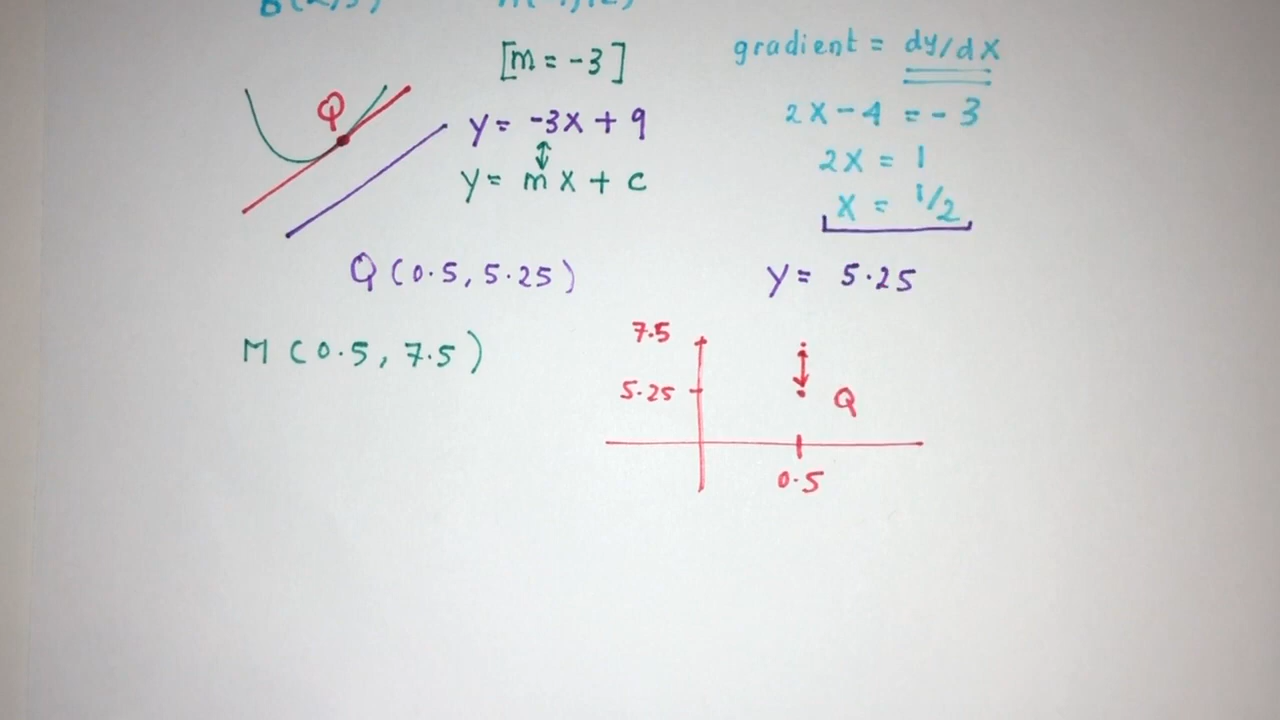 [m = -3]
gradient = dy/dx
Q
y = -3x + 9
2x - 4 = -3
y = mx + c
2x = 1
x = 1/2
Q (0.5, 5.25)
y = 5.25
M (0.5, 7.5)
7.5
5.25
Q
0.5